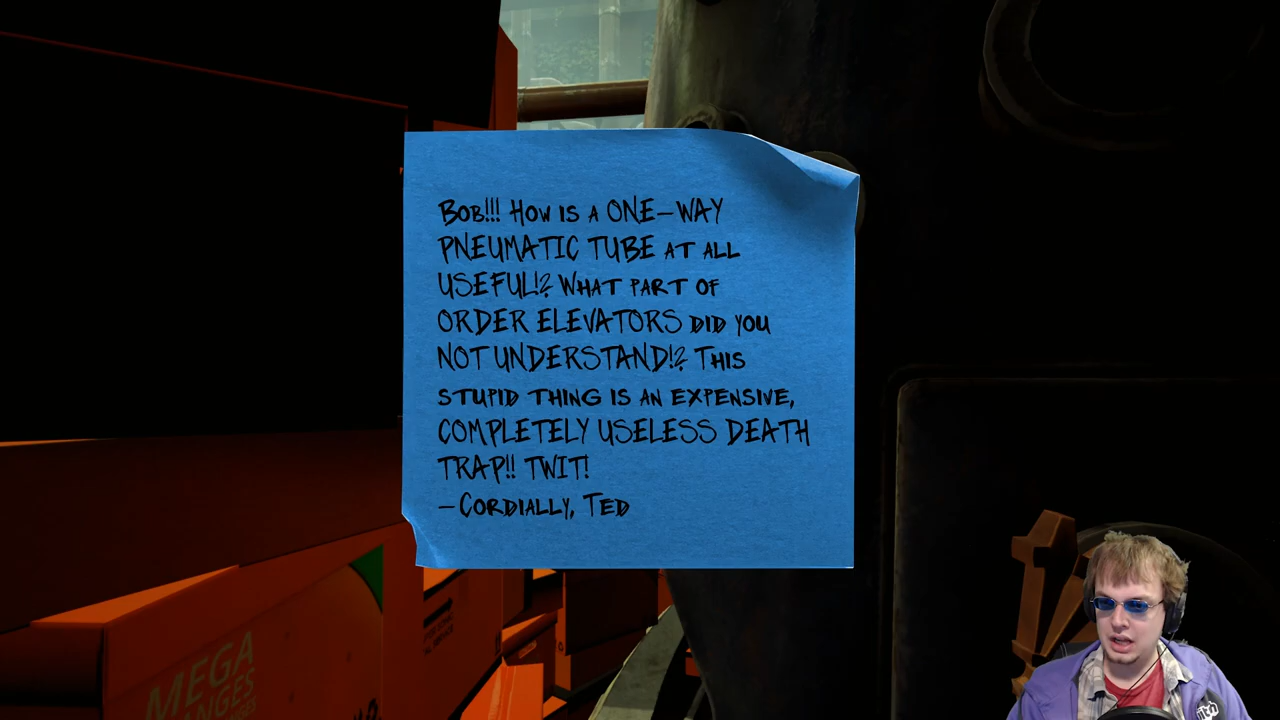 Bob!!! How is a ONE-WAY
PNEUMATIC TUBE at all
USEFUL!? What part of
ORDER ELEVATORS did you
NOT UNDERSTAND!? This
stupid thing is an expensive,
COMPLETELY USELESS DEATH
TRAP!! TWIT!
-Cordially, Ted
MEGA